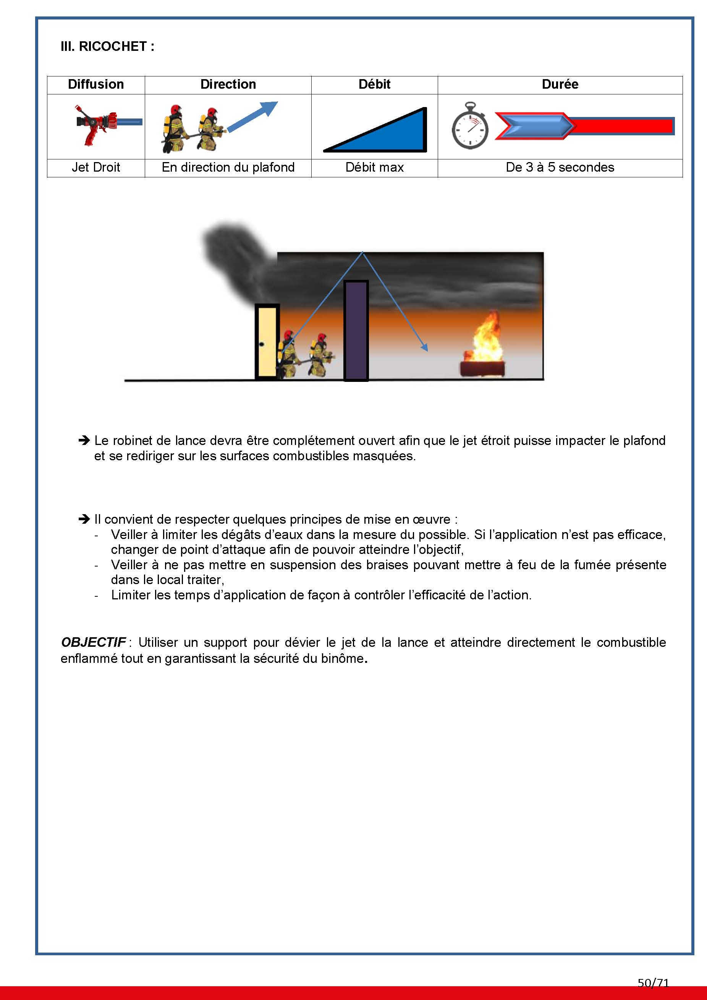 III. RICOCHET :
Diffusion Direction Débit Durée
Jet Droit En direction du plafond Débit max De 3 à 5 secondes
➔ Le robinet de lance devra être complétement ouvert afin que le jet étroit puisse impacter le plafond
et se rediriger sur les surfaces combustibles masquées.
➔ Il convient de respecter quelques principes de mise en œuvre :
- Veiller à limiter les dégâts d’eaux dans la mesure du possible. Si l’application n’est pas efficace,
changer de point d’attaque afin de pouvoir atteindre l’objectif,
- Veiller à ne pas mettre en suspension des braises pouvant mettre à feu de la fumée présente
dans le local traiter,
- Limiter les temps d’application de façon à contrôler l’efficacité de l’action.
OBJECTIF : Utiliser un support pour dévier le jet de la lance et atteindre directement le combustible
enflammé tout en garantissant la sécurité du binôme.
50/71